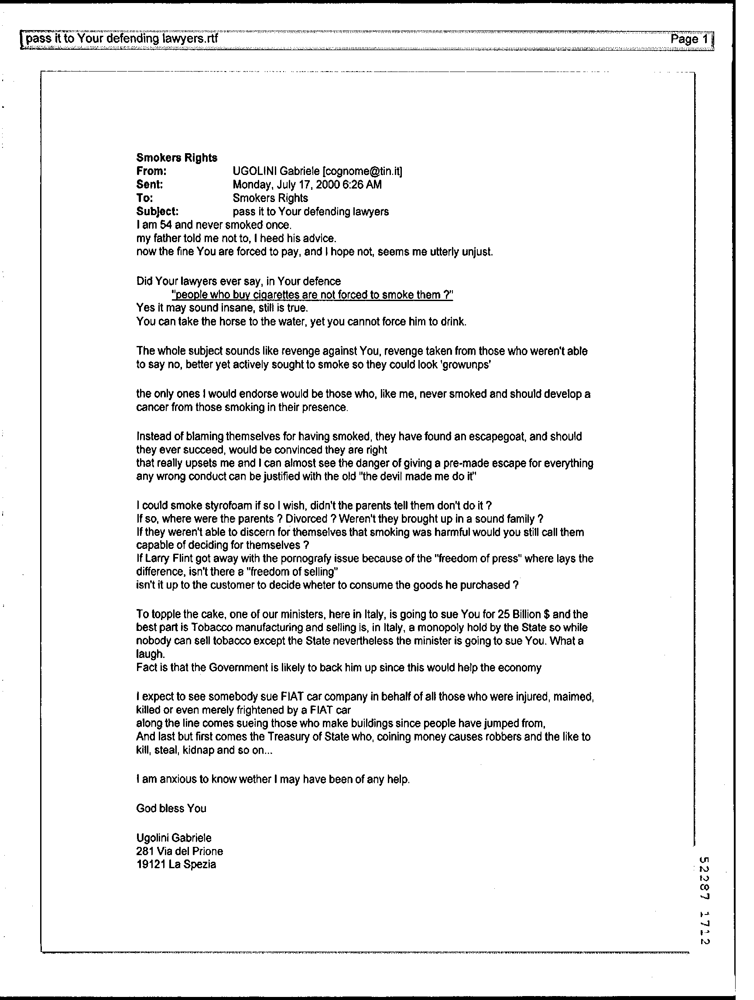 pass it to Your defending lawyers.rtf
Page 1
Smokers Rights
From: UGOLINI Gabriele [cognome@tin.it]
Sent: Monday, July 17, 2000 6:26 AM
To: Smokers Rights
Subject: pass it to Your defending lawyers
I am 54 and never smoked once.
my father told me not to, I heed his advice.
now the fine You are forced to pay, and I hope not, seems me utterly unjust.
Did Your lawyers ever say, in Your defence
"people who buy cigarettes are not forced to smoke them ?"
Yes it may sound insane, still is true.
You can take the horse to the water, yet you cannot force him to drink.
The whole subject sounds like revenge against You, revenge taken from those who weren't able
to say no, better yet actively sought to smoke so they could look 'growunps'
the only ones I would endorse would be those who, like me, never smoked and should develop a
cancer from those smoking in their presence.
Instead of blaming themselves for having smoked, they have found an escapegoat, and should
they ever succeed, would be convinced they are right
that really upsets me and I can almost see the danger of giving a pre-made escape for everything
any wrong conduct can be justified with the old "the devil made me do it"
I could smoke styrofoam if so I wish, didn't the parents tell them don't do it ?
If so, where were the parents ? Divorced ? Weren't they brought up in a sound family ?
If they weren't able to discern for themselves that smoking was harmful would you still call them
capable of deciding for themselves ?
If Larry Flint got away with the pornografy issue because of the "freedom of press" where lays the
difference, isn't there a "freedom of selling"
isn't it up to the customer to decide wheter to consume the goods he purchased ?
To topple the cake, one of our ministers, here in Italy, is going to sue You for 25 Billion $ and the
best part is Tobacco manufacturing and selling is, in Italy, a monopoly hold by the State so while
nobody can sell tobacco except the State nevertheless the minister is going to sue You. What a
laugh.
Fact is that the Government is likely to back him up since this would help the economy
I expect to see somebody sue FIAT car company in behalf of all those who were injured, maimed,
killed or even merely frightened by a FIAT car
along the line comes sueing those who make buildings since people have jumped from,
And last but first comes the Treasury of State who, coining money causes robbers and the like to
kill, steal, kidnap and so on...
I am anxious to know wether I may have been of any help.
God bless You
Ugolini Gabriele
281 Via del Prione
19121 La Spezia
52287 1712